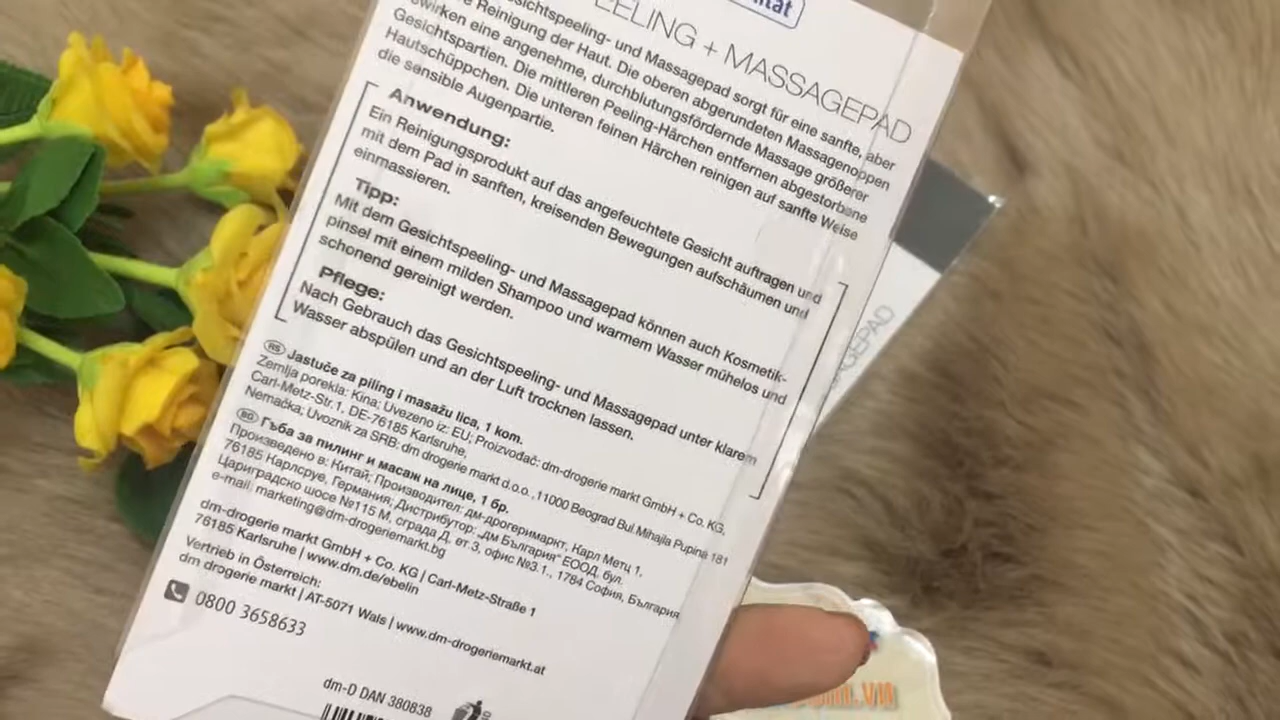 ität
EELING + MASSAGEPAD
sichtspeeling- und Massagepad sorgt für eine sanfte, aber
e Reinigung der Haut. Die oberen abgerundeten Massagenoppen
ewirken eine angenehme, durchblutungsfördernde Massage größerer
Gesichtspartien. Die mittleren Peeling-Härchen entfernen abgestorbene
Hautschüppchen. Die unteren feinen Härchen reinigen auf sanfte Weise
die sensible Augenpartie.
Anwendung:
Ein Reinigungsprodukt auf das angefeuchtete Gesicht auftragen und
mit dem Pad in sanften, kreisenden Bewegungen aufschäumen und
einmassieren.
Tipp:
Mit dem Gesichtspeeling- und Massagepad können auch Kosmetik-
pinsel mit einem milden Shampoo und warmem Wasser mühelos und
schonend gereinigt werden.
Pflege:
Nach Gebrauch das Gesichtspeeling- und Massagepad unter klarem
Wasser abspülen und an der Luft trocknen lassen.
RS Jastuče za piling i masažu lica, 1 kom.
Zemlja porekla: Kina; Uvezeno iz: EU; Proizvođač: dm-drogerie markt GmbH + Co. KG,
Carl-Metz-Str.1, DE-76185 Karlsruhe,
Nemačka; Uvoznik za SRB: dm drogerie markt d.o.o., 11000 Beograd Bul.Mihajla Pupina 181
BG Гъба за пилинг и масаж на лице, 1 бр.
Произведено в: Китай; Производител: дм-дрогеримаркт, Карл Метц 1,
76185 Карлсруе, Германия; Дистрибутор: „дм България“ ЕООД, бул.
Цариградско шосе №115 М, сграда Д, ет.3, офис №3.1., 1784 София, България
e-mail: marketing@dm-drogeriemarkt.bg
dm-drogerie markt GmbH + Co. KG | Carl-Metz-Straße 1
76185 Karlsruhe | www.dm.de/ebelin
Vertrieb in Österreich:
dm drogerie markt | AT-5071 Wals | www.dm-drogeriemarkt.at
0800 3658633
dm-D DAN 380838
AGEPAD
.VN